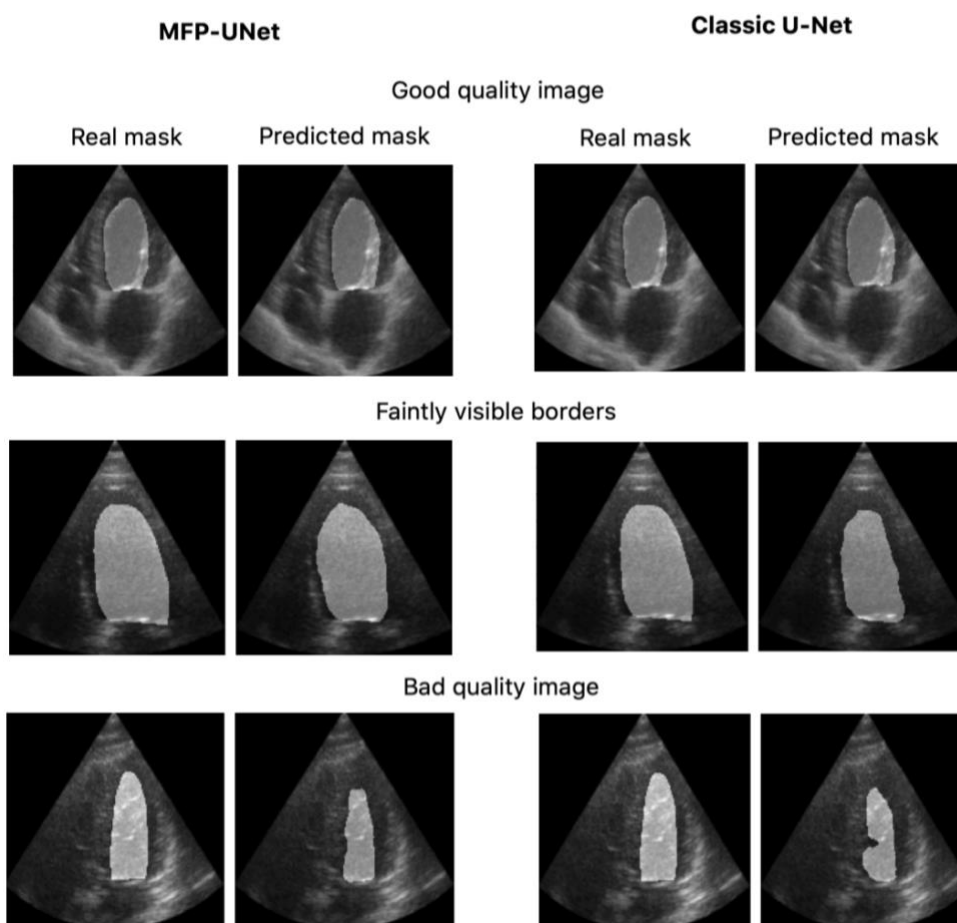 MFP-UNet
Classic U-Net
Good quality image
Real mask
Predicted mask
Real mask
Predicted mask
Faintly visible borders
Bad quality image